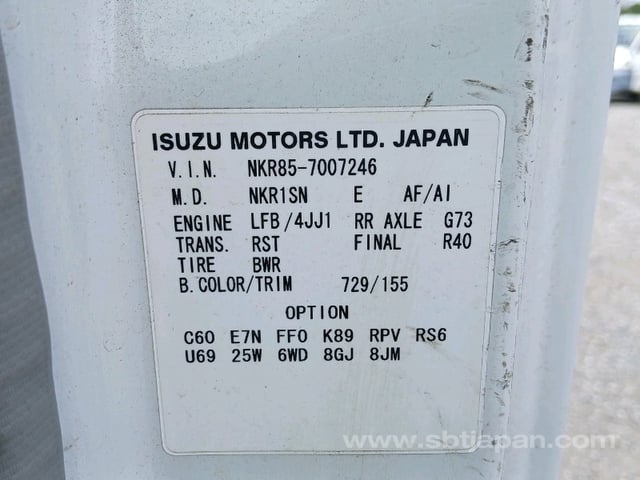 ISUZU MOTORS LTD. JAPAN
V.I.N. NKR85-7007246
M.D. NKR1SN E AF/AI
ENGINE LFB/4JJ1 RR AXLE G73
TRANS. RST FINAL R40
TIRE BWR
B.COLOR/TRIM 729/155
OPTION
C60 E7N FF0 K89 RPV RS6
U69 25W 6WD 8GJ 8JM
www.sbtjapan.com